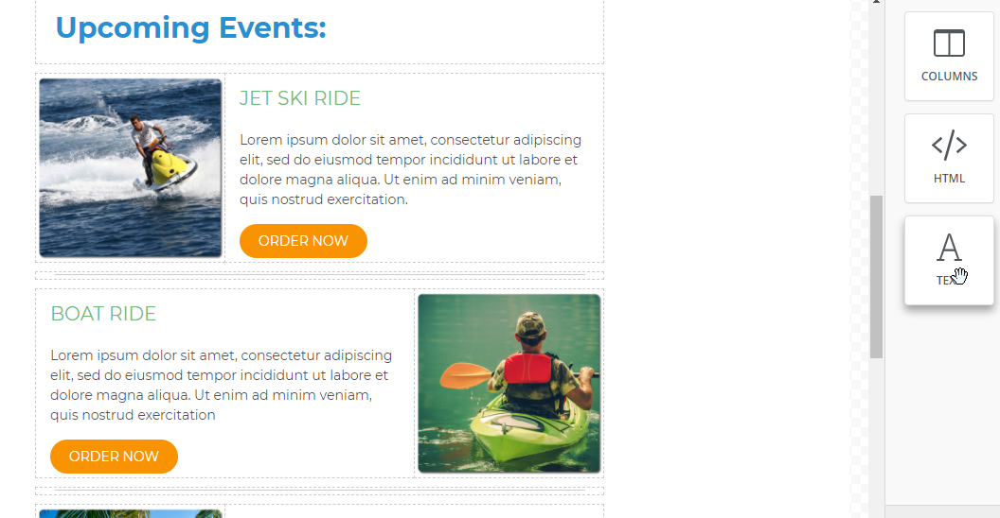 Upcoming Events:
COLUMNS
JET SKI RIDE
Lorem ipsum dolor sit amet, consectetur adipiscing
elit, sed do eiusmod tempor incididunt ut labore et
dolore magna aliqua. Ut enim ad minim veniam,
quis nostrud exercitation.
ORDER NOW
HTML
TEXT
BOAT RIDE
Lorem ipsum dolor sit amet, consectetur adipiscing
elit, sed do eiusmod tempor incididunt ut labore et
dolore magna aliqua. Ut enim ad minim veniam,
quis nostrud exercitation
ORDER NOW